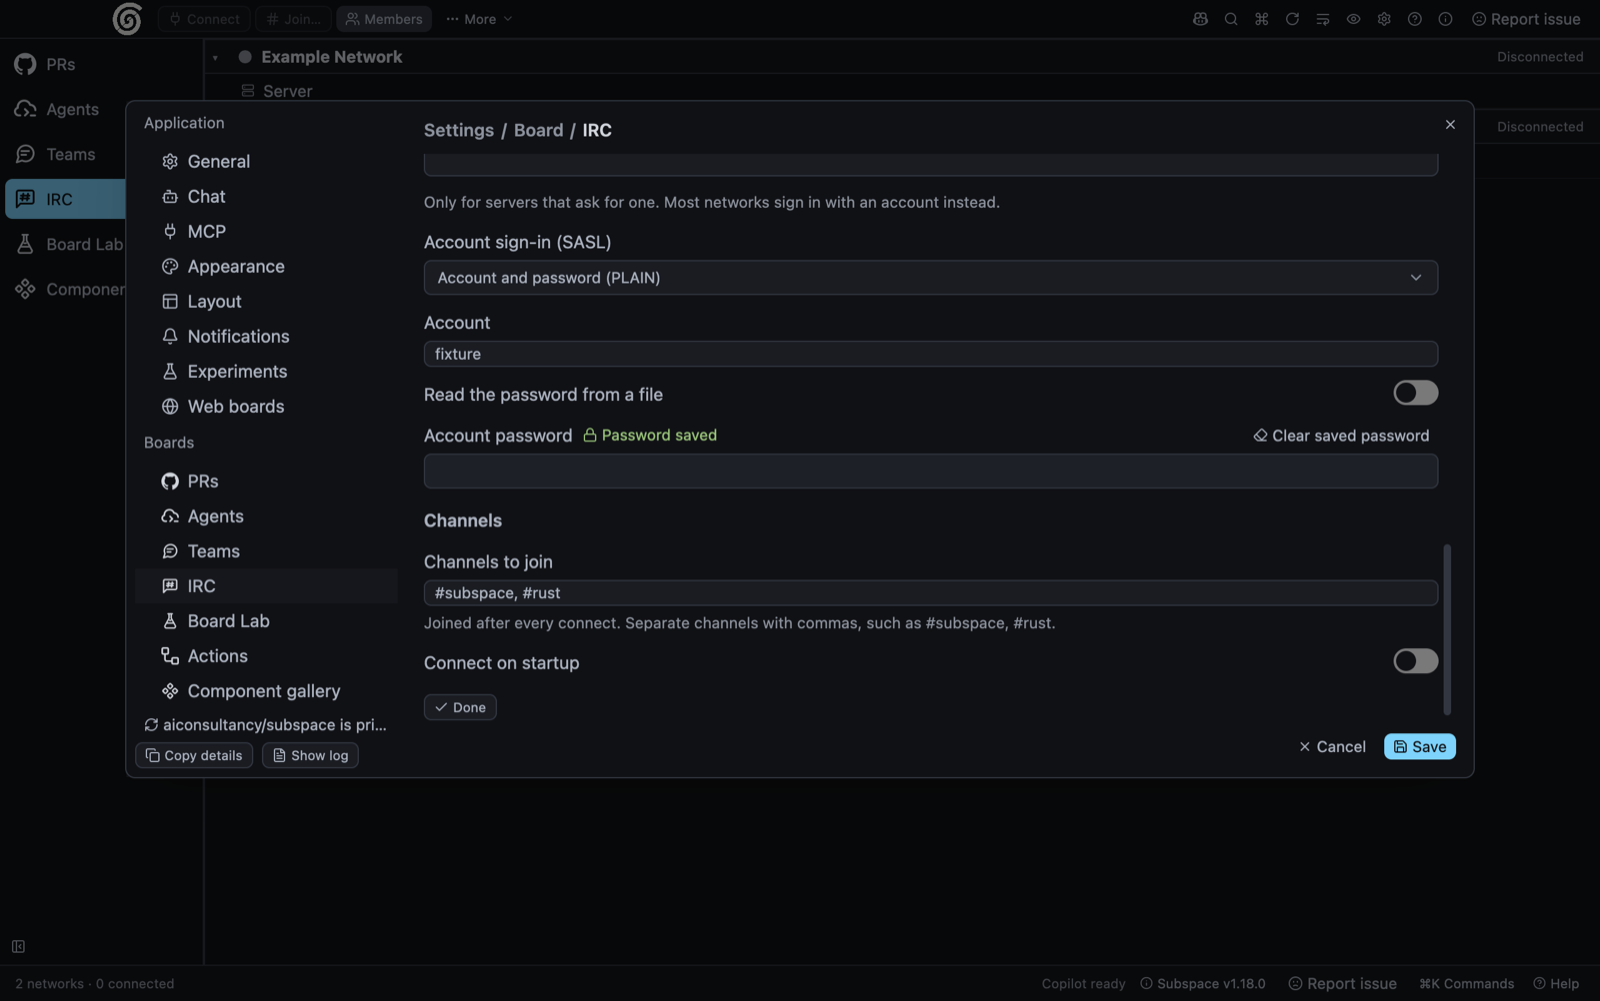 Connect
Join...
Members
More
Report issue
PRs
Agents
Teams
IRC
Board Lab
Componen
Example Network
Disconnected
Server
Disconnected
Application
General
Chat
MCP
Appearance
Layout
Notifications
Experiments
Web boards
Boards
PRs
Agents
Teams
IRC
Board Lab
Actions
Component gallery
aiconsultancy/subspace is pri...
Copy details
Show log
Settings / Board / IRC
Only for servers that ask for one. Most networks sign in with an account instead.
Account sign-in (SASL)
Account and password (PLAIN)
Account
fixture
Read the password from a file
Account password
Password saved
Clear saved password
Channels
Channels to join
#subspace, #rust
Joined after every connect. Separate channels with commas, such as #subspace, #rust.
Connect on startup
Done
Cancel
Save
2 networks · 0 connected
Copilot ready
Subspace v1.18.0
Report issue
⌘K Commands
Help